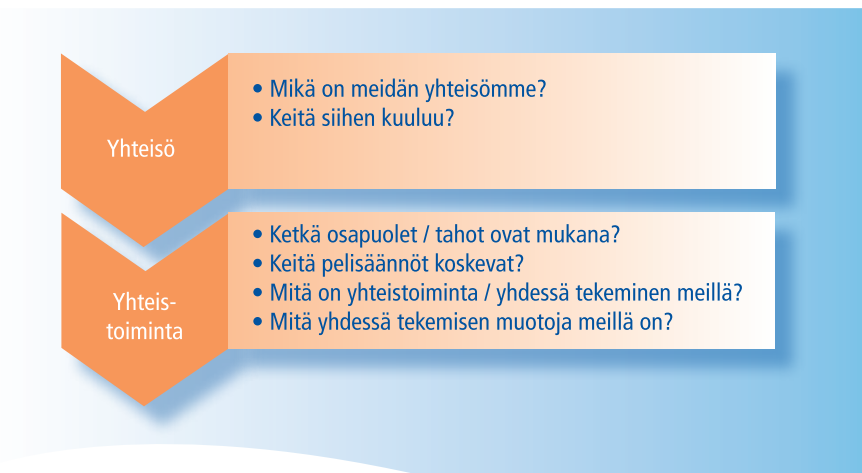 Yhteisö
• Mikä on meidän yhteisömme?
• Keitä siihen kuuluu?
Yhteis-
toiminta
• Ketkä osapuolet / tahot ovat mukana?
• Keitä pelisäännöt koskevat?
• Mitä on yhteistoiminta / yhdessä tekeminen meillä?
• Mitä yhdessä tekemisen muotoja meillä on?